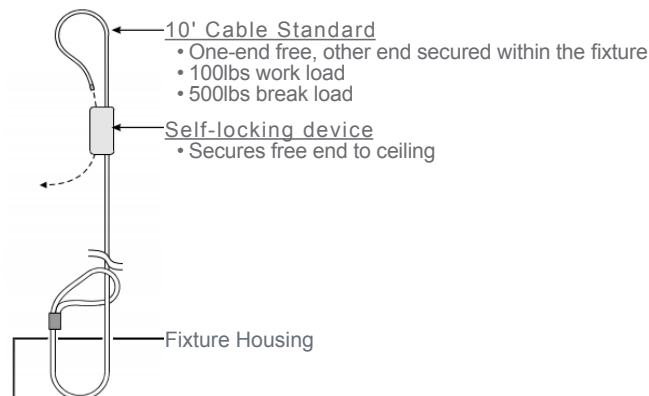 10' Cable Standard
• One-end free, other end secured within the fixture
• 100lbs work load
• 500lbs break load
Self-locking device
• Secures free end to ceiling
Fixture Housing